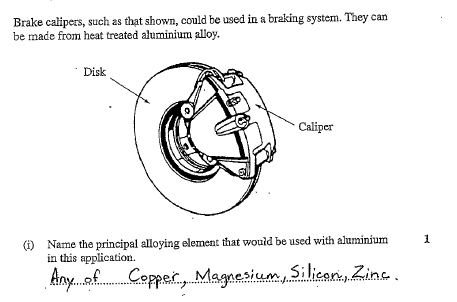 Brake calipers, such as that shown, could be used in a braking system. They can
be made from heat treated aluminium alloy.
Disk
Caliper
(i) Name the principal alloying element that would be used with aluminium 1
in this application.
Any of Copper, Magnesium, Silicon, Zinc.